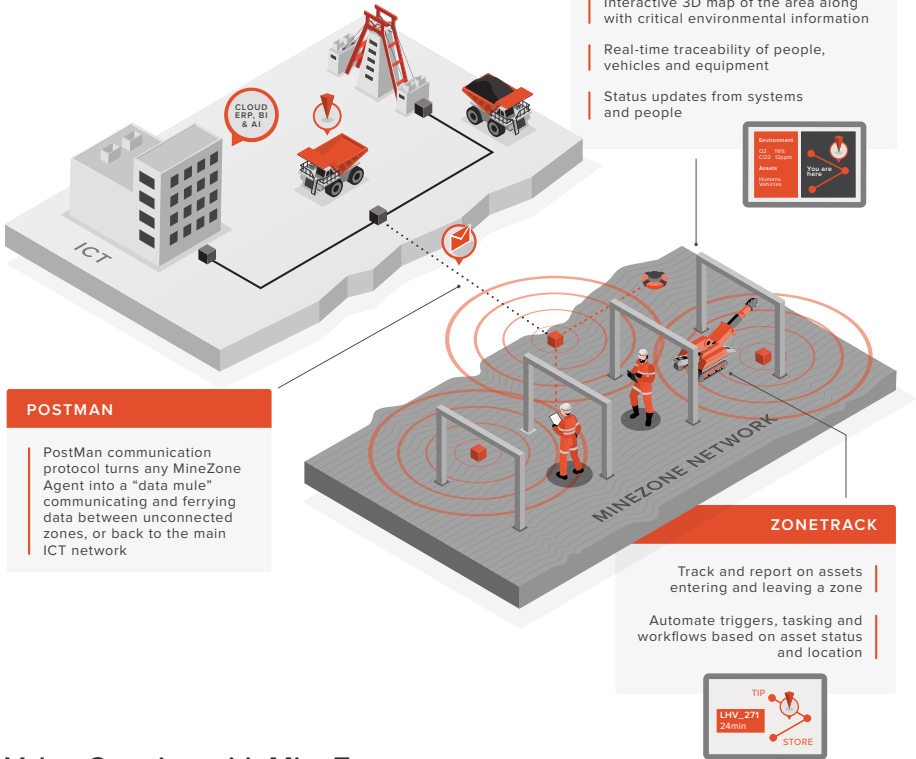 Interactive 3D map of the area along
with critical environmental information
Real-time traceability of people,
vehicles and equipment
Status updates from systems
and people
CLOUD
ERP, BI
& AI
Environment
O2 19%
CO2 12ppm
Assets
Humans
Vehicles
You are
here
ICT
POSTMAN
PostMan communication
protocol turns any MineZone
Agent into a “data mule”
communicating and ferrying
data between unconnected
zones, or back to the main
ICT network
MINEZONE NETWORK
ZONETRACK
Track and report on assets
entering and leaving a zone
Automate triggers, tasking and
workflows based on asset status
and location
TIP
LHV_271
24min
STORE